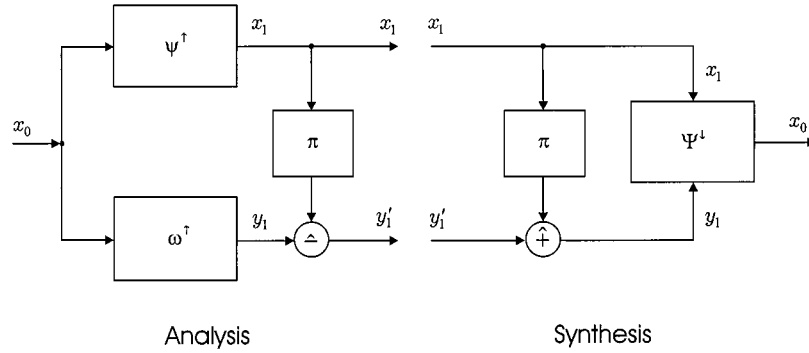 x₀
ψ↑
x₁
x₁
π
ω↑
y₁
∸̂
y₁′
Analysis
x₁
x₁
π
Ψ↓
x₀
y₁′
+̂
y₁
Synthesis